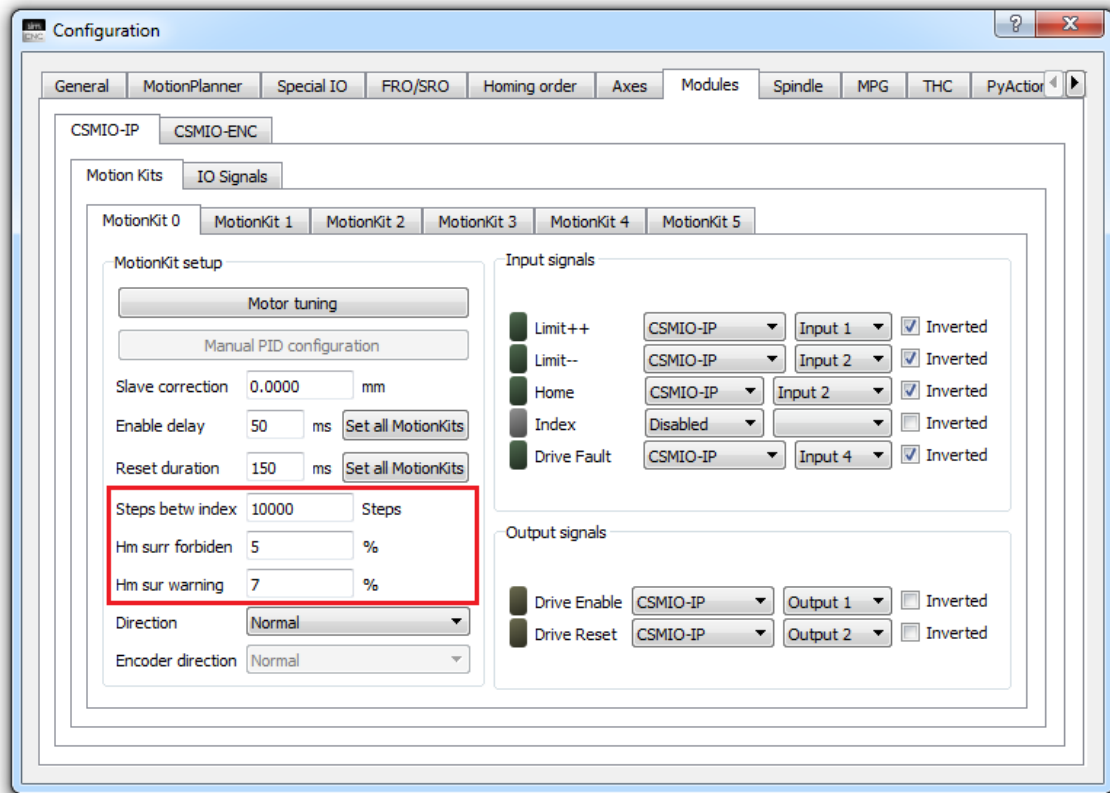 Configuration
General MotionPlanner Special IO FRO/SRO Homing order Axes Modules Spindle MPG THC PyAction
CSMIO-IP CSMIO-ENC
Motion Kits IO Signals
MotionKit 0 MotionKit 1 MotionKit 2 MotionKit 3 MotionKit 4 MotionKit 5
MotionKit setup
Motor tuning
Manual PID configuration
Slave correction 0.0000 mm
Enable delay 50 ms Set all MotionKits
Reset duration 150 ms Set all MotionKits
Steps betw index 10000 Steps
Hm surr forbiden 5 %
Hm sur warning 7 %
Direction Normal
Encoder direction Normal
Input signals
Limit++ CSMIO-IP Input 1 Inverted
Limit-- CSMIO-IP Input 2 Inverted
Home CSMIO-IP Input 2 Inverted
Index Disabled Inverted
Drive Fault CSMIO-IP Input 4 Inverted
Output signals
Drive Enable CSMIO-IP Output 1 Inverted
Drive Reset CSMIO-IP Output 2 Inverted